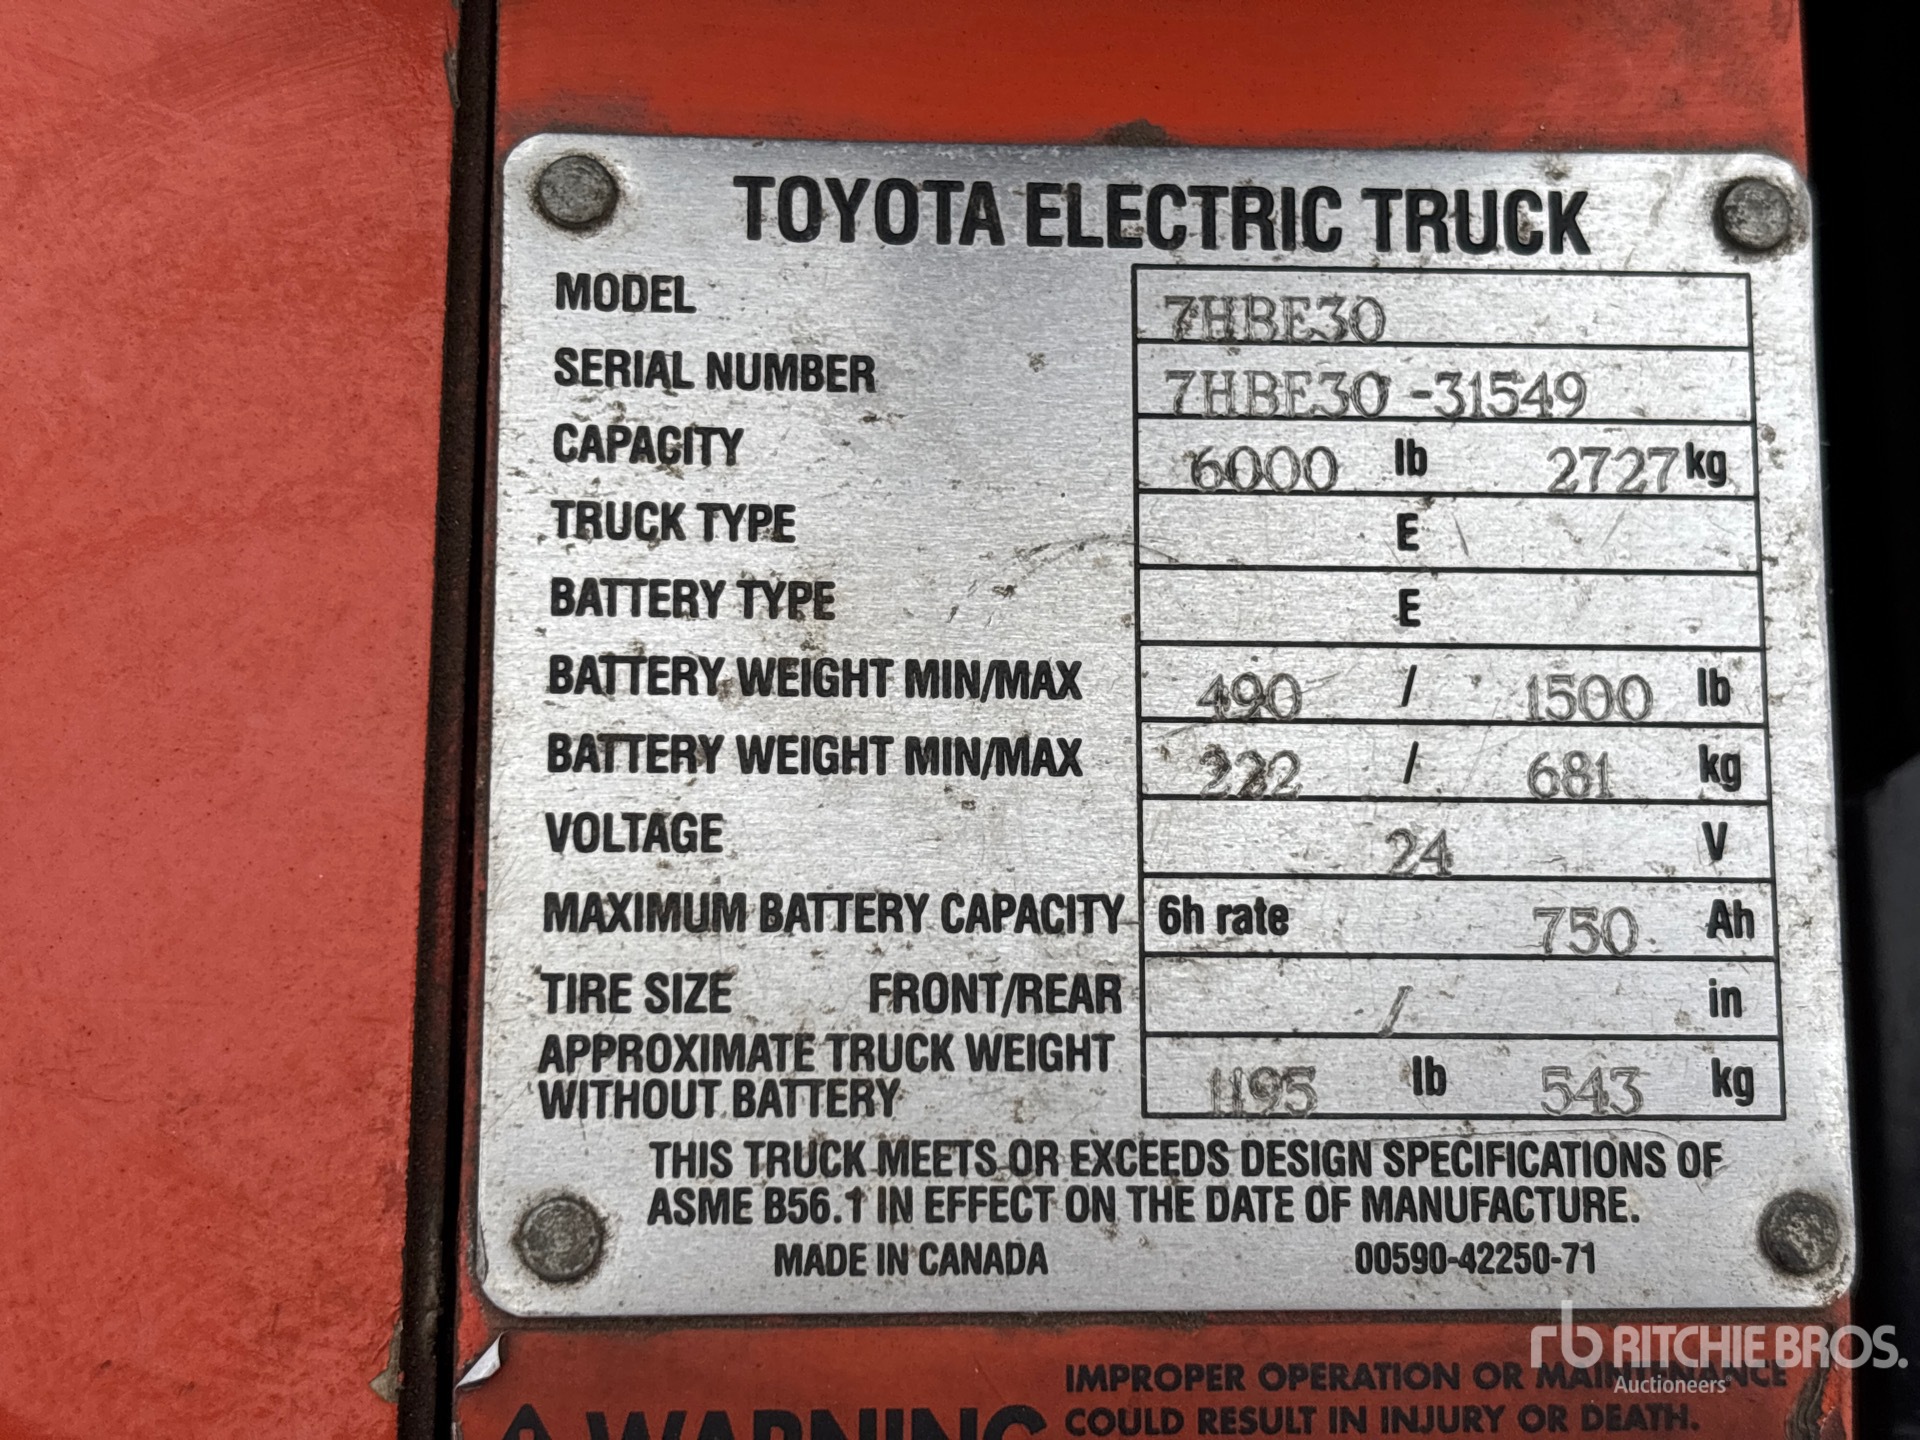 TOYOTA ELECTRIC TRUCK
MODEL 7HBE30
SERIAL NUMBER 7HBE30 -31549
CAPACITY 6000 lb 2727 kg
TRUCK TYPE E
BATTERY TYPE E
BATTERY WEIGHT MIN/MAX 490 / 1500 lb
BATTERY WEIGHT MIN/MAX 222 / 681 kg
VOLTAGE 24 V
MAXIMUM BATTERY CAPACITY 6h rate 750 Ah
TIRE SIZE FRONT/REAR / in
APPROXIMATE TRUCK WEIGHT
WITHOUT BATTERY 1195 lb 543 kg
THIS TRUCK MEETS OR EXCEEDS DESIGN SPECIFICATIONS OF
ASME B56.1 IN EFFECT ON THE DATE OF MANUFACTURE.
MADE IN CANADA 00590-42250-71
rb RITCHIE BROS.
Auctioneers
IMPROPER OPERATION OR MAINTENANCE
WARNING COULD RESULT IN INJURY OR DEATH.